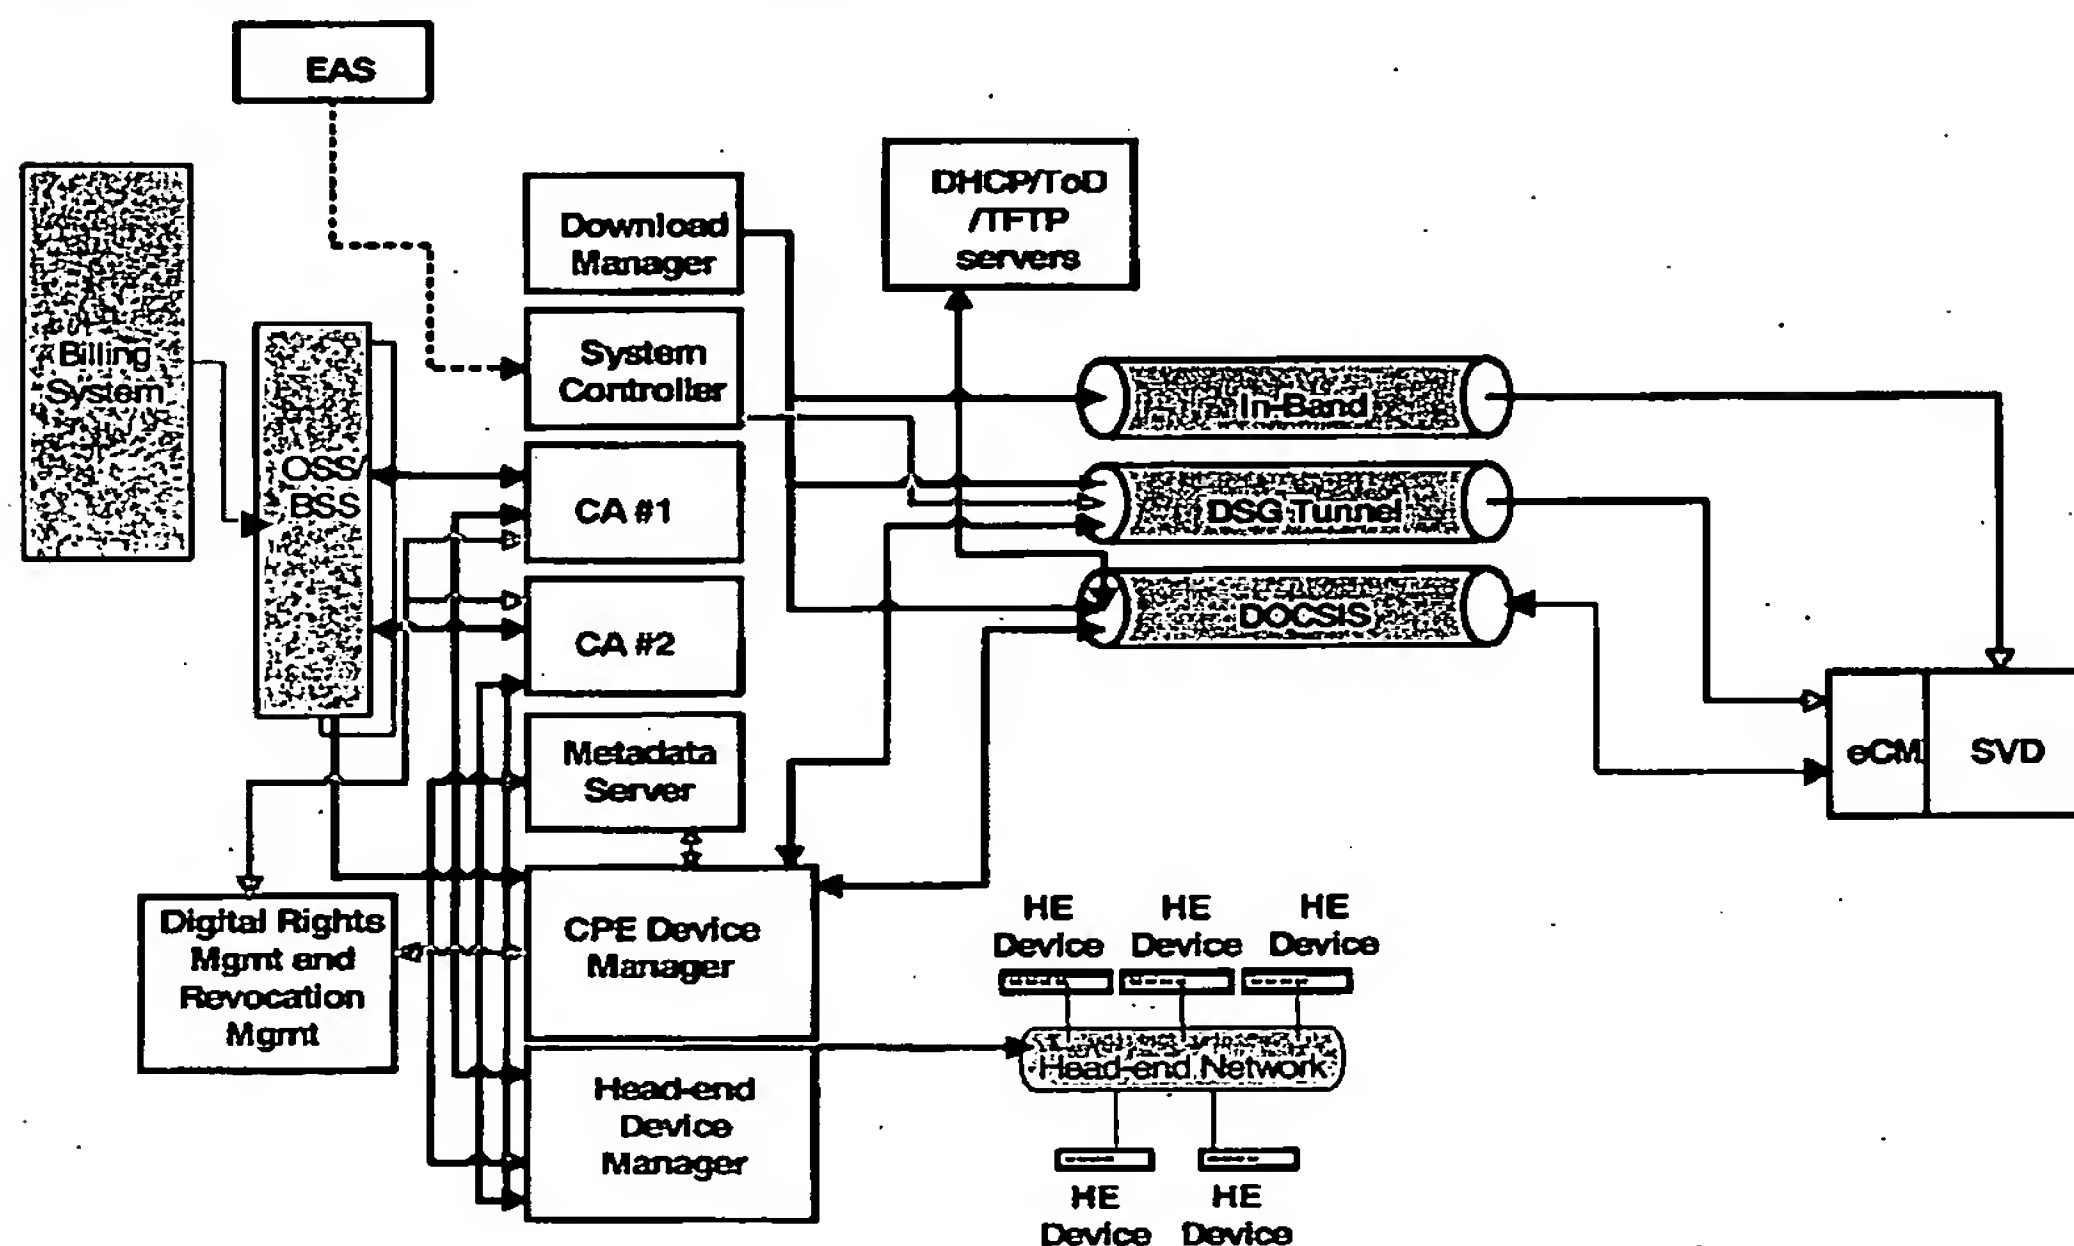 EAS
Billing
System
OSS/
BSS
Download
Manager
System
Controller
CA #1
CA #2
Metadata
Server
CPE Device
Manager
Head-end
Device
Manager
Digital Rights
Mgmt and
Revocation
Mgmt
DHCP/ToD
/TFTP
servers
In-Band
DSG Tunnel
DOCSIS
eCM
SVD
HE
Device
HE
Device
HE
Device
Head-end Network
HE
Device
HE
Device